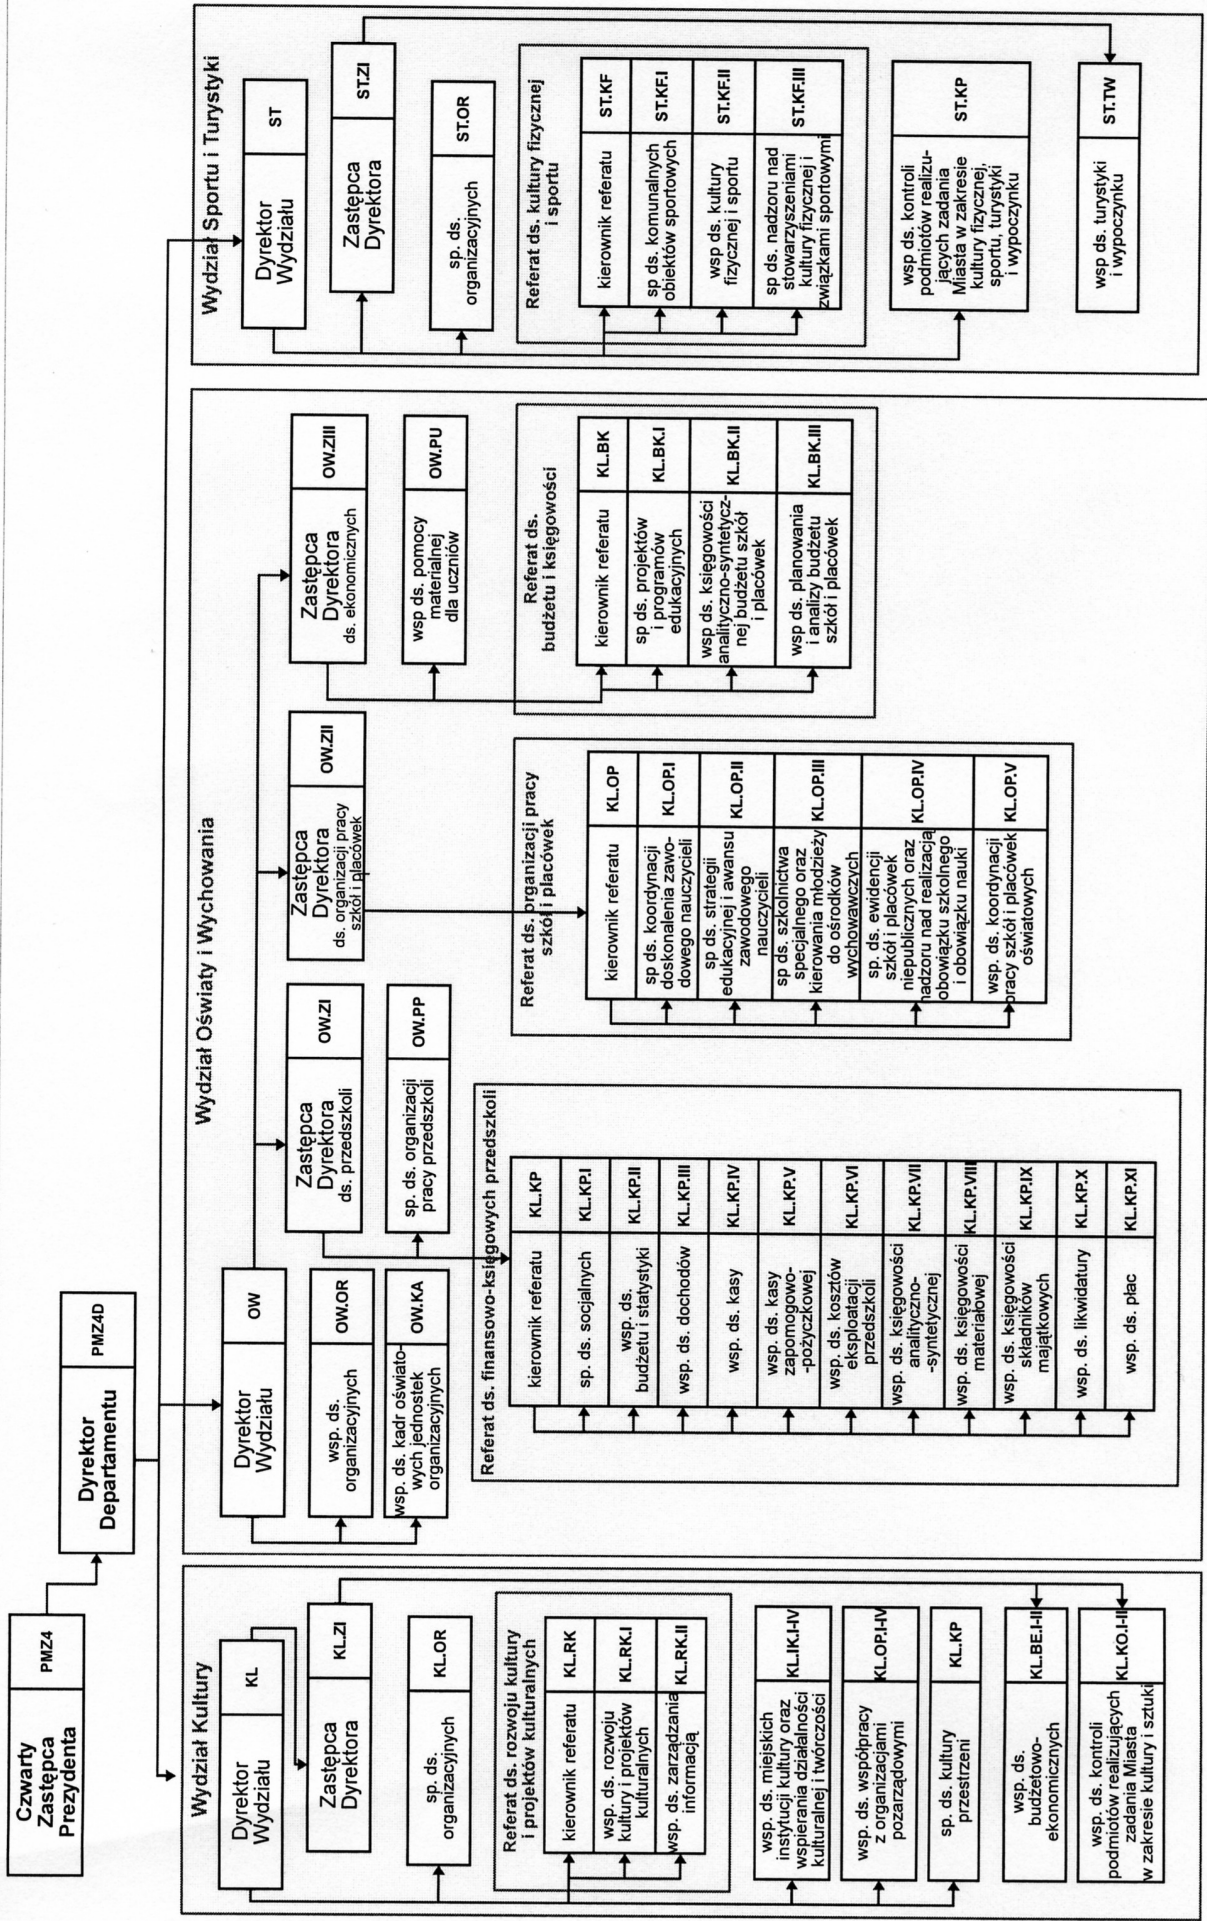 Czwarty
Zastępca
Prezydenta
PMZ4
Dyrektor
Departamentu
PMZ4D
Wydział Kultury
Dyrektor
Wydziału
KL
Zastępca
Dyrektora
KL.ZI
sp. ds.
organizacyjnych
KL.OR
Referat ds. rozwoju kultury
i projektów kulturalnych
kierownik referatu
KL.RK
wsp. ds. rozwoju
kultury i projektów
kulturalnych
KL.RK.I
wsp. ds. zarządzania
informacją
KL.RK.II
wsp. ds. miejskich
instytucji kultury oraz
wspierania działalności
kulturalnej i twórczości
KL.IK.I-IV
wsp. ds. współpracy
z organizacjami
pozarządowymi
KL.OP.I-IV
sp. ds. kultury
przestrzeni
KL.KP
wsp. ds.
budżetowo-
ekonomicznych
KL.BE.I-II
wsp. ds. kontroli
podmiotów realizujących
zadania Miasta
w zakresie kultury i sztuki
KL.KO.I-II
Wydział Oświaty i Wychowania
Dyrektor
Wydziału
OW
wsp. ds.
organizacyjnych
OW.OR
wsp. ds. kadr oświato-
wych jednostek
organizacyjnych
OW.KA
Zastępca
Dyrektora
ds. przedszkoli
OW.ZI
sp. ds. organizacji
pracy przedszkoli
OW.PP
Referat ds. finansowo-księgowych przedszkoli
kierownik referatu
KL.KP
sp. ds. socjalnych
KL.KP.I
wsp. ds.
budżetu i statystyki
KL.KP.II
wsp. ds. dochodów
KL.KP.III
wsp. ds. kasy
KL.KP.IV
wsp. ds. kasy
zapomogowo-
-pożyczkowej
KL.KP.V
wsp. ds. kosztów
eksploatacji
przedszkoli
KL.KP.VI
wsp. ds. księgowości
analityczno-
-syntetycznej
KL.KP.VII
wsp. ds. księgowości
materiałowej
KL.KP.VIII
wsp. ds. księgowości
składników
majątkowych
KL.KP.IX
wsp. ds. likwidatury
KL.KP.X
wsp. ds. płac
KL.KP.XI
Zastępca
Dyrektora
ds. organizacji pracy
szkół i placówek
OW.ZII
Referat ds. organizacji pracy
szkół i placówek
kierownik referatu
KL.OP
sp ds. koordynacji
doskonalenia zawo-
dowego nauczycieli
KL.OP.I
sp ds. strategii
edukacyjnej i awansu
zawodowego
nauczycieli
KL.OP.II
sp ds. szkolnictwa
specjalnego oraz
kierowania młodzieży
do ośrodków
wychowawczych
KL.OP.III
sp. ds. ewidencji
szkół i placówek
niepublicznych oraz
nadzoru nad realizacją
obowiązku szkolnego
i obowiązku nauki
KL.OP.IV
wsp. ds. koordynacji
pracy szkół i placówek
oświatowych
KL.OP.V
Zastępca
Dyrektora
ds. ekonomicznych
OW.ZIII
wsp ds. pomocy
materialnej
dla uczniów
OW.PU
Referat ds.
budżetu i księgowości
kierownik referatu
KL.BK
sp ds. projektów
i programów
edukacyjnych
KL.BK.I
wsp ds. księgowości
analityczno-syntetycz-
nej budżetu szkół
i placówek
KL.BK.II
wsp ds. planowania
i analizy budżetu
szkół i placówek
KL.BK.III
Wydział Sportu i Turystyki
Dyrektor
Wydziału
ST
Zastępca
Dyrektora
ST.ZI
sp. ds.
organizacyjnych
ST.OR
Referat ds. kultury fizycznej
i sportu
kierownik referatu
ST.KF
sp ds. komunalnych
obiektów sportowych
ST.KF.I
wsp ds. kultury
fizycznej i sportu
ST.KF.II
sp ds. nadzoru nad
stowarzyszeniami
kultury fizycznej i
związkami sportowymi
ST.KF.III
wsp ds. kontroli
podmiotów realizu-
jących zadania
Miasta w zakresie
kultury fizycznej,
sportu, turystyki
i wypoczynku
ST.KP
wsp ds. turystyki
i wypoczynku
ST.TW